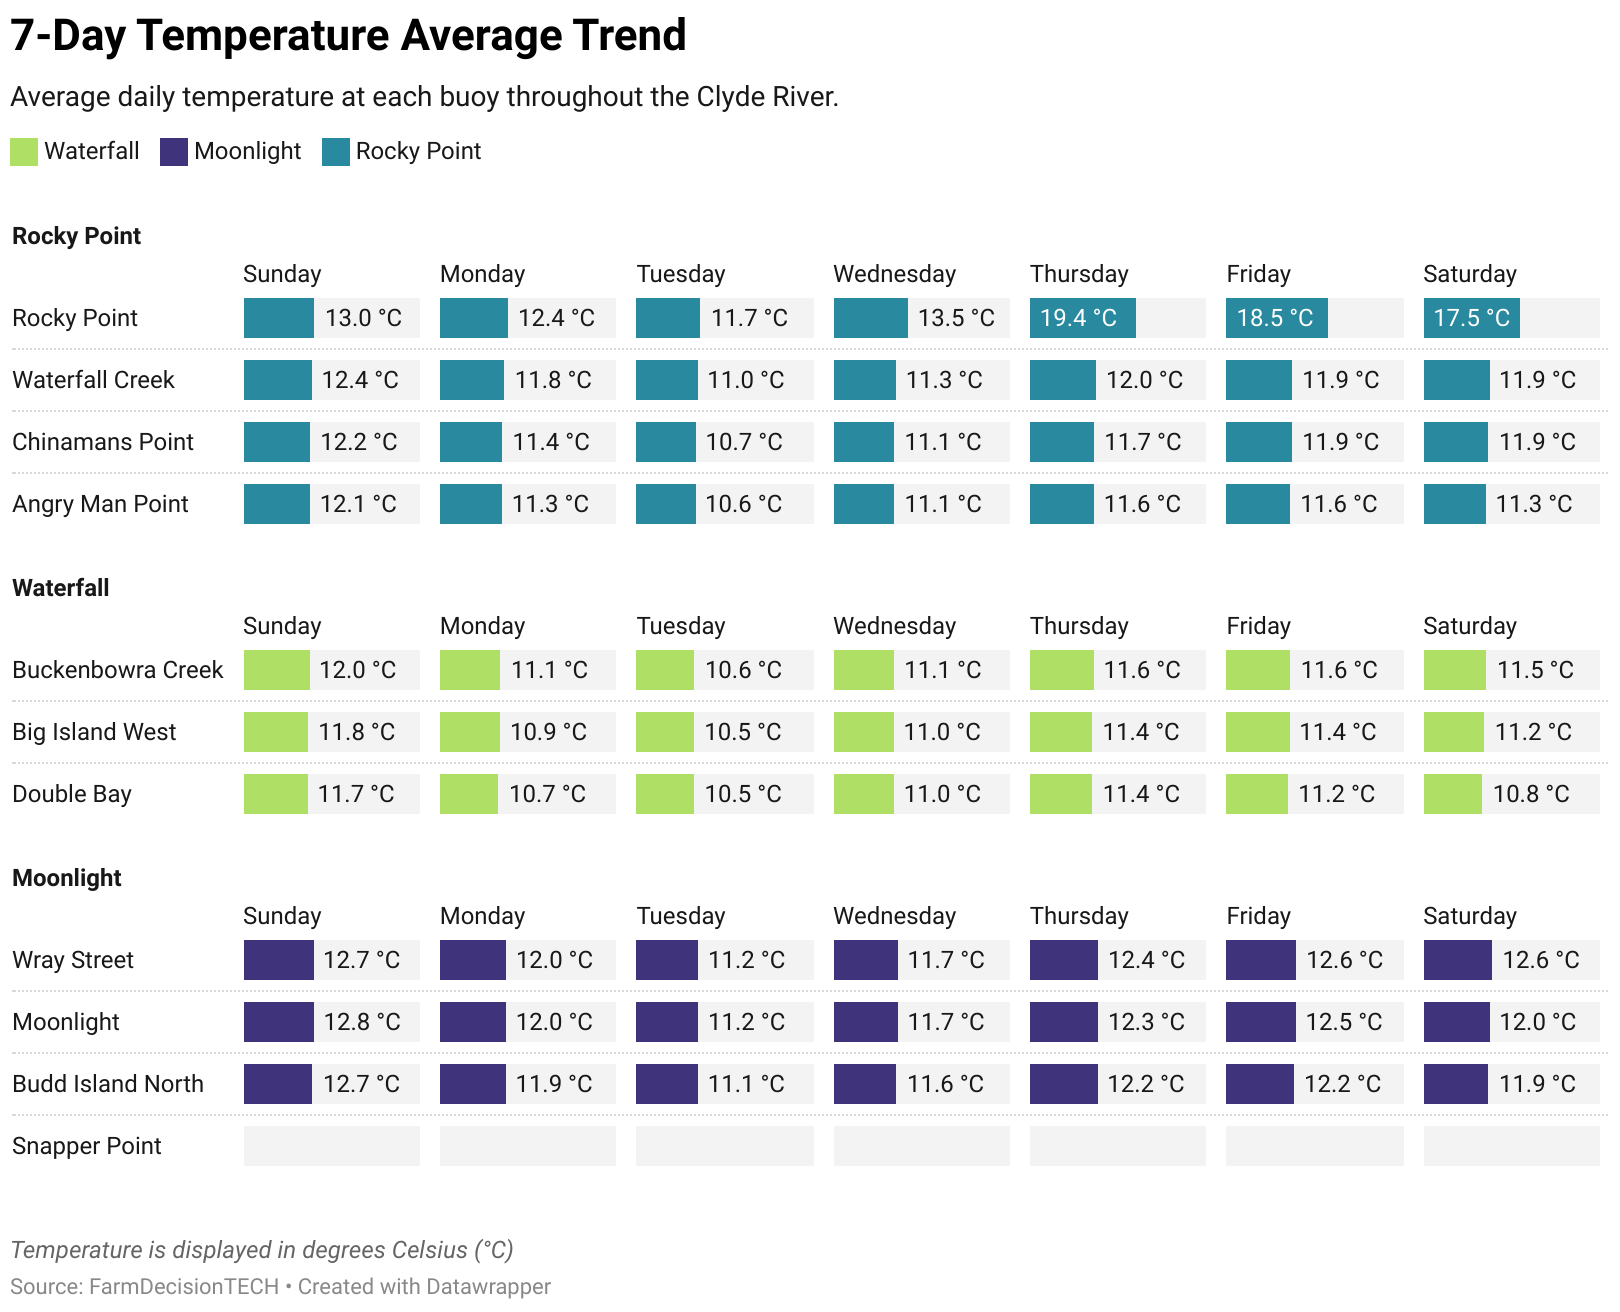 7-Day Temperature Average Trend
Average daily temperature at each buoy throughout the Clyde River.
Waterfall Moonlight Rocky Point
Rocky Point
Sunday Monday Tuesday Wednesday Thursday Friday Saturday
Rocky Point 13.0 °C 12.4 °C 11.7 °C 13.5 °C 19.4 °C 18.5 °C 17.5 °C
Waterfall Creek 12.4 °C 11.8 °C 11.0 °C 11.3 °C 12.0 °C 11.9 °C 11.9 °C
Chinamans Point 12.2 °C 11.4 °C 10.7 °C 11.1 °C 11.7 °C 11.9 °C 11.9 °C
Angry Man Point 12.1 °C 11.3 °C 10.6 °C 11.1 °C 11.6 °C 11.6 °C 11.3 °C
Waterfall
Sunday Monday Tuesday Wednesday Thursday Friday Saturday
Buckenbowra Creek 12.0 °C 11.1 °C 10.6 °C 11.1 °C 11.6 °C 11.6 °C 11.5 °C
Big Island West 11.8 °C 10.9 °C 10.5 °C 11.0 °C 11.4 °C 11.4 °C 11.2 °C
Double Bay 11.7 °C 10.7 °C 10.5 °C 11.0 °C 11.4 °C 11.2 °C 10.8 °C
Moonlight
Sunday Monday Tuesday Wednesday Thursday Friday Saturday
Wray Street 12.7 °C 12.0 °C 11.2 °C 11.7 °C 12.4 °C 12.6 °C 12.6 °C
Moonlight 12.8 °C 12.0 °C 11.2 °C 11.7 °C 12.3 °C 12.5 °C 12.0 °C
Budd Island North 12.7 °C 11.9 °C 11.1 °C 11.6 °C 12.2 °C 12.2 °C 11.9 °C
Snapper Point
Temperature is displayed in degrees Celsius (°C)
Source: FarmDecisionTECH • Created with Datawrapper